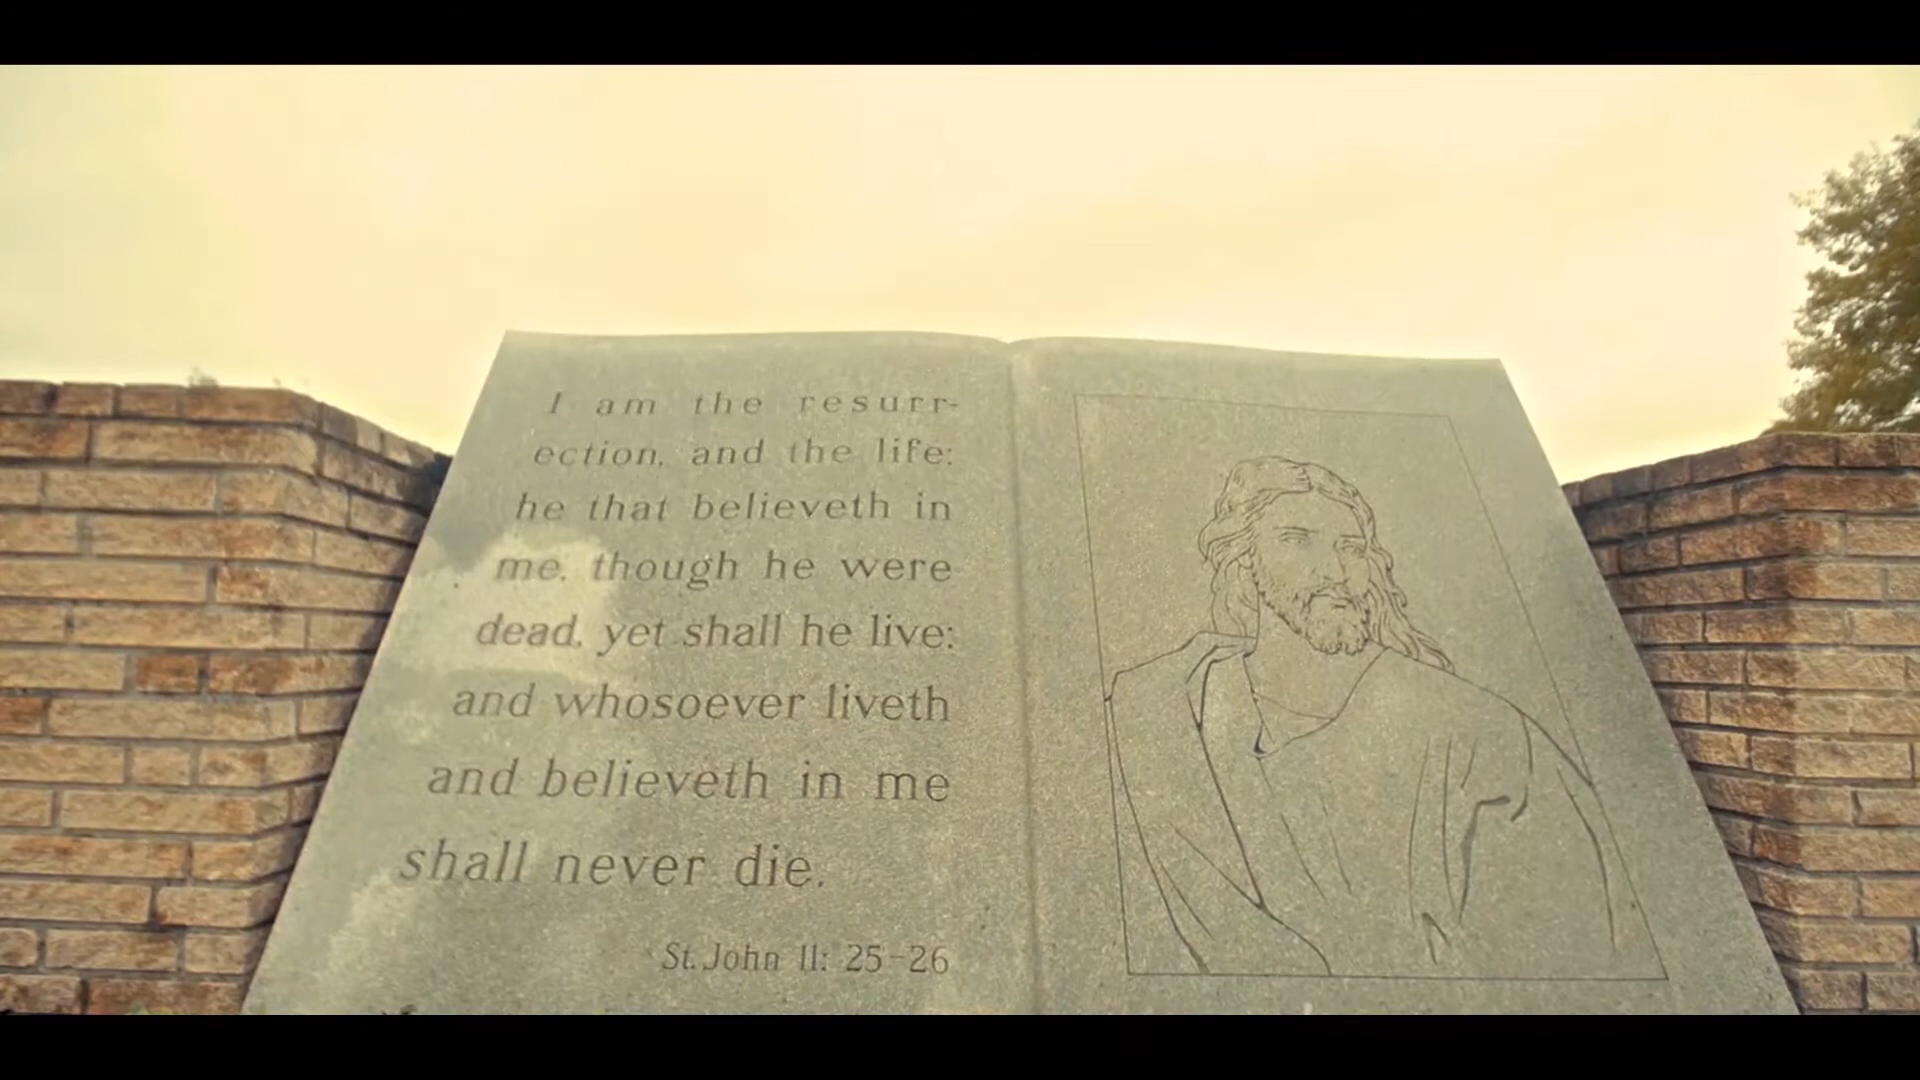 I am the resurr-
ection, and the life:
he that believeth in
me, though he were
dead, yet shall he live:
and whosoever liveth
and believeth in me
shall never die.
St. John 11: 25-26